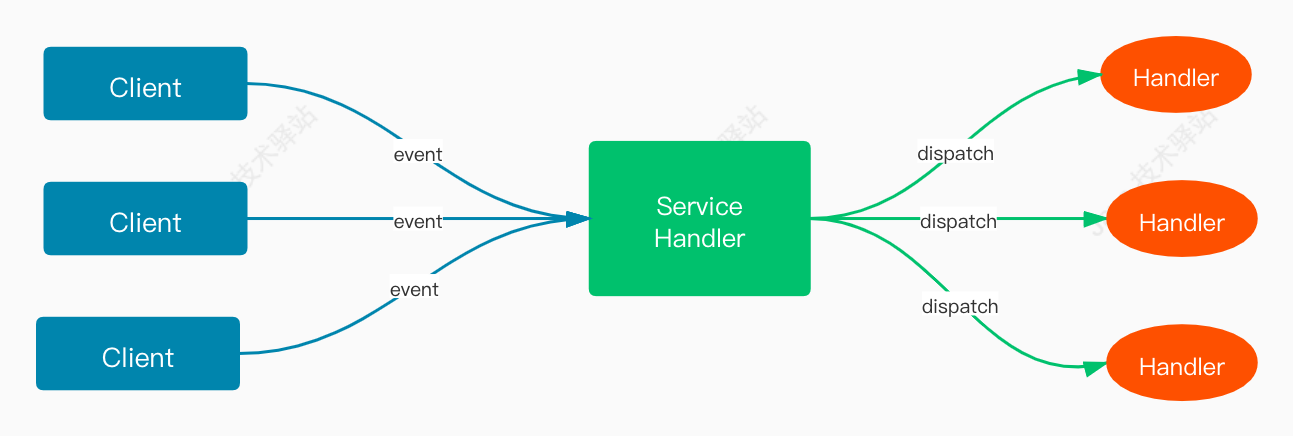 Client
event
Client
event
Client
event
Service
Handler
dispatch
Handler
dispatch
Handler
dispatch
Handler
技术驿站
技术驿站
技术驿站